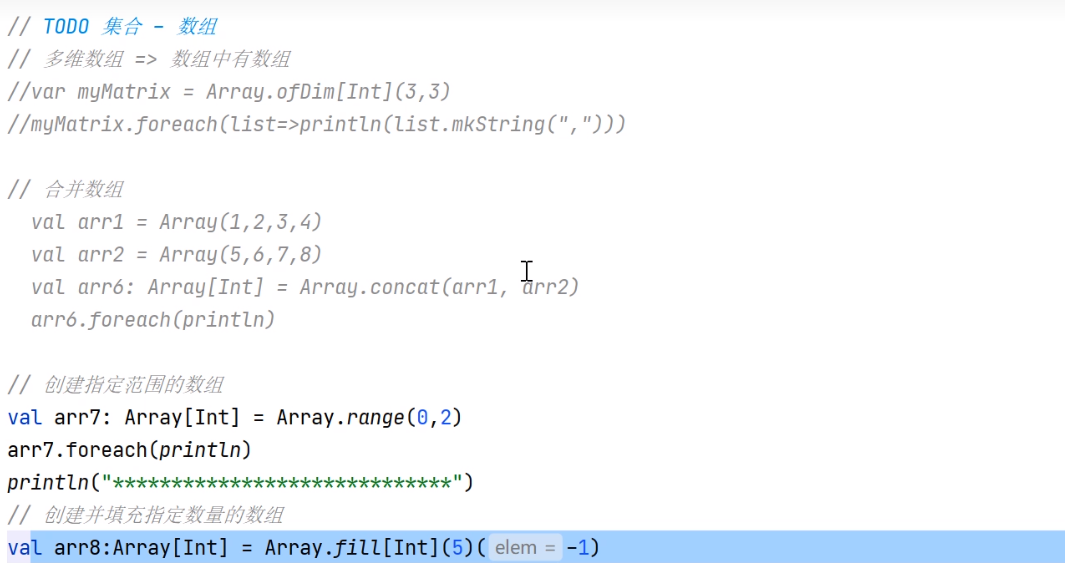 // TODO 集合 - 数组
// 多维数组 => 数组中有数组
//var myMatrix = Array.ofDim[Int](3,3)
//myMatrix.foreach(list=>println(list.mkString(",")))
// 合并数组
val arr1 = Array(1,2,3,4)
val arr2 = Array(5,6,7,8)
val arr6: Array[Int] = Array.concat(arr1, arr2)
arr6.foreach(println)
// 创建指定范围的数组
val arr7: Array[Int] = Array.range(0,2)
arr7.foreach(println)
println("*****************************")
// 创建并填充指定数量的数组
val arr8:Array[Int] = Array.fill[Int](5)( elem = -1)